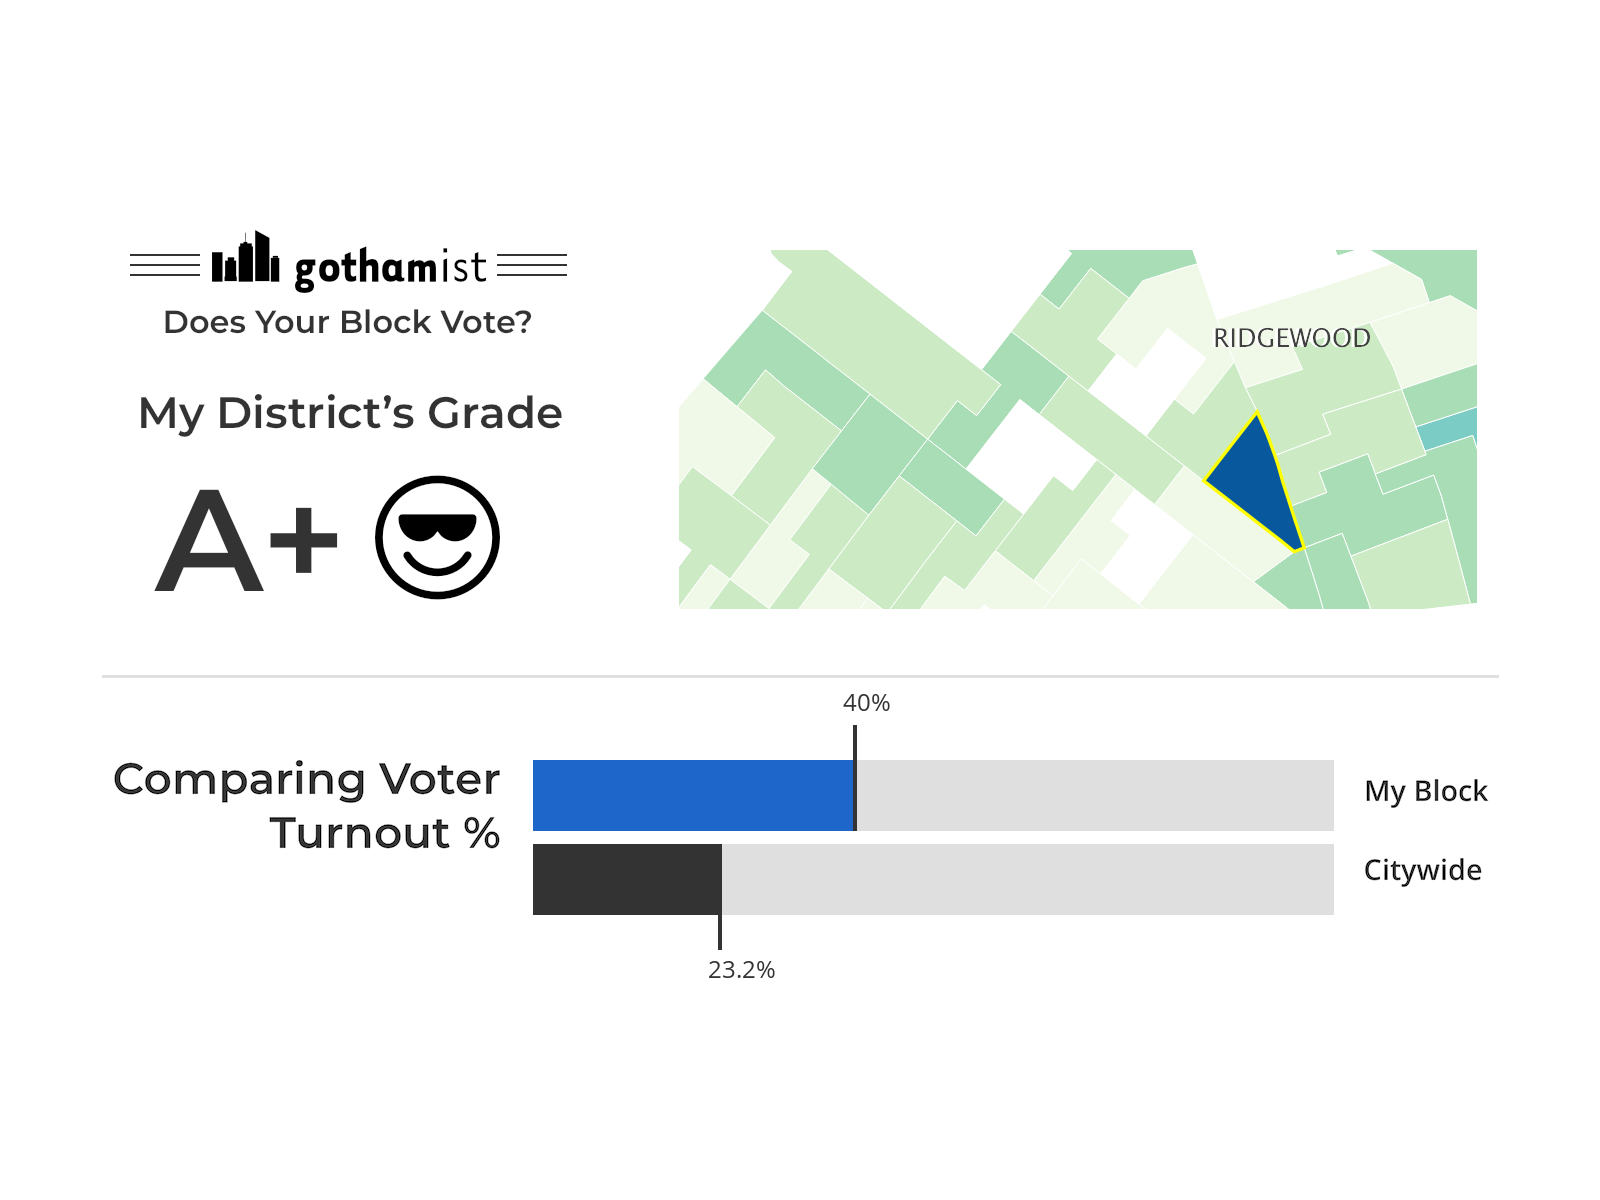 gothamist
Does Your Block Vote?
My District’s Grade
A+
RIDGEWOOD
40%
Comparing Voter
Turnout %
My Block
Citywide
23.2%